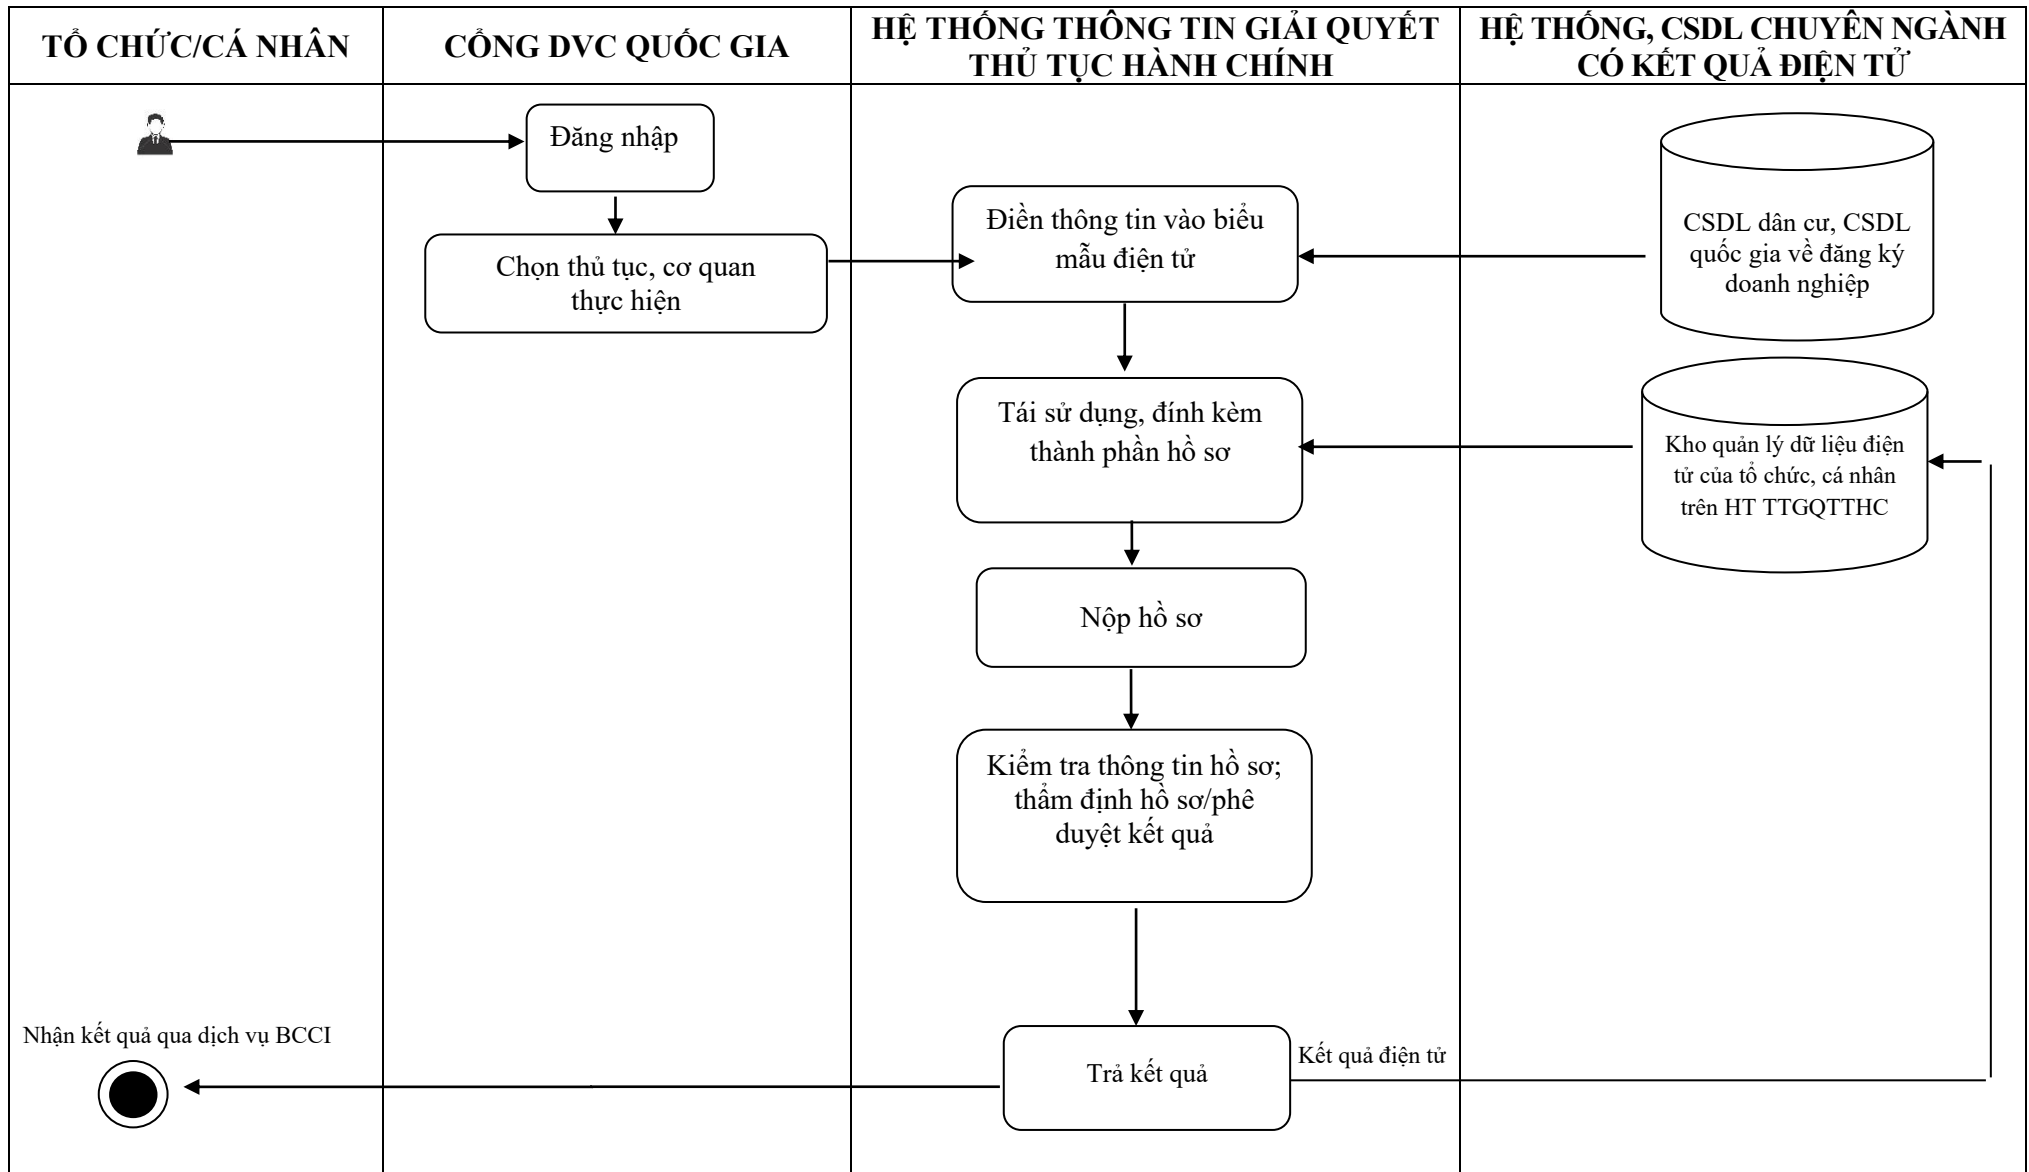 TỔ CHỨC/CÁ NHÂN
CỔNG DVC QUỐC GIA
HỆ THỐNG THÔNG TIN GIẢI QUYẾT
THỦ TỤC HÀNH CHÍNH
HỆ THỐNG, CSDL CHUYÊN NGÀNH
CÓ KẾT QUẢ ĐIỆN TỬ
Đăng nhập
Chọn thủ tục, cơ quan
thực hiện
Điền thông tin vào biểu
mẫu điện tử
CSDL dân cư, CSDL
quốc gia về đăng ký
doanh nghiệp
Tái sử dụng, đính kèm
thành phần hồ sơ
Kho quản lý dữ liệu điện
tử của tổ chức, cá nhân
trên HT TTGQTTHC
Nộp hồ sơ
Kiểm tra thông tin hồ sơ;
thẩm định hồ sơ/phê
duyệt kết quả
Nhận kết quả qua dịch vụ BCCI
Trả kết quả
Kết quả điện tử